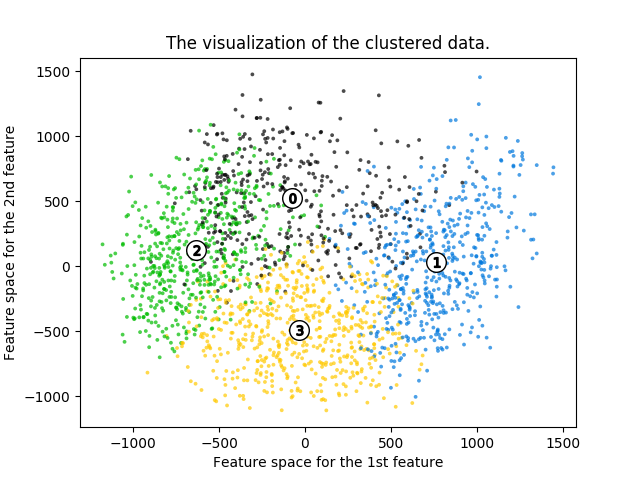 The visualization of the clustered data.
1500
1000
500
0
−500
−1000
Feature space for the 2nd feature
0
2
1
3
−1000 −500 0 500 1000 1500
Feature space for the 1st feature